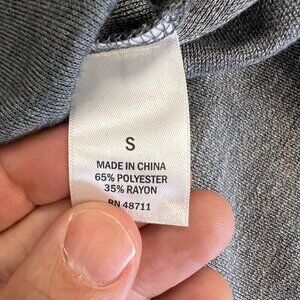 S
MADE IN CHINA
65% POLYESTER
35% RAYON
RN 48711